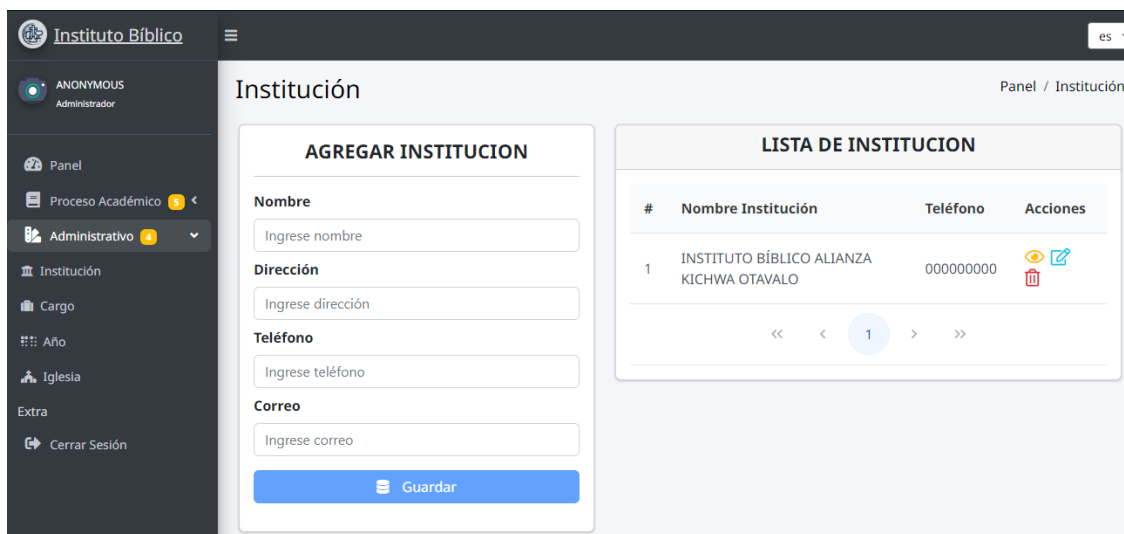 Instituto Bíblico
es
ANONYMOUS
Administrador
Panel
Proceso Académico 5
Administrativo 4
Institución
Cargo
Año
Iglesia
Extra
Cerrar Sesión
Institución
Panel / Institución
AGREGAR INSTITUCION
Nombre
Ingrese nombre
Dirección
Ingrese dirección
Teléfono
Ingrese teléfono
Correo
Ingrese correo
Guardar
LISTA DE INSTITUCION
# Nombre Institución Teléfono Acciones
1 INSTITUTO BÍBLICO ALIANZA 000000000
KICHWA OTAVALO
<< < 1 > >>